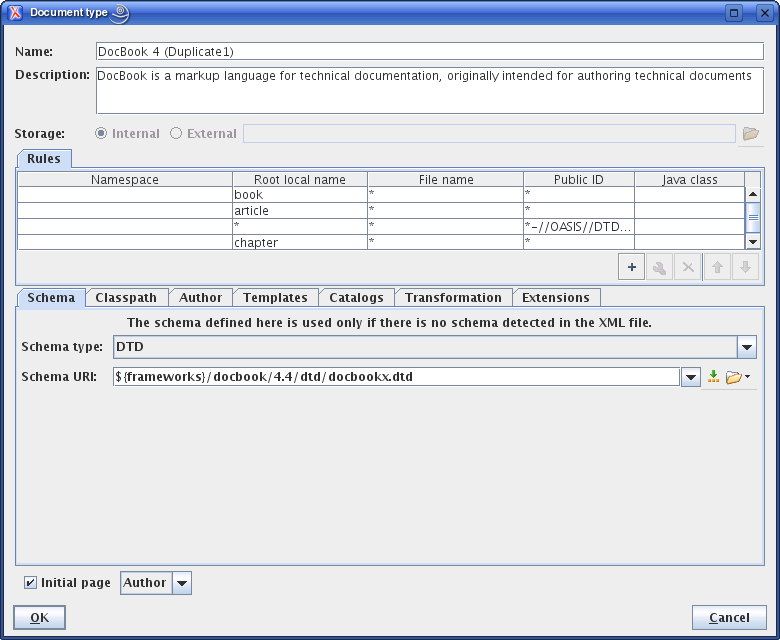 Document type
Name: DocBook 4 (Duplicate1)
Description: DocBook is a markup language for technical documentation, originally intended for authoring technical documents
Storage: Internal External
Rules
Namespace Root local name File name Public ID Java class
book * *
article * *
* * *-//OASIS//DTD...
chapter * *
Schema Classpath Author Templates Catalogs Transformation Extensions
The schema defined here is used only if there is no schema detected in the XML file.
Schema type: DTD
Schema URI: ${frameworks}/docbook/4.4/dtd/docbookx.dtd
Initial page Author
OK Cancel